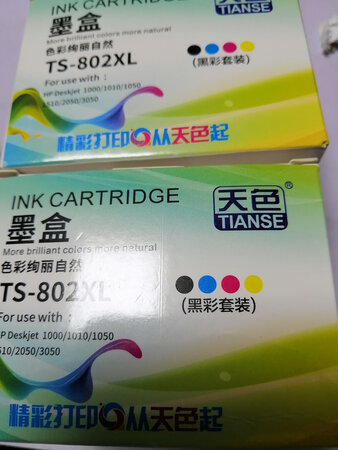 INK CARTRIDGE
墨盒
More brilliant colors more natural
色彩绚丽自然
TS-802XL
(黑彩套装)
For use with：
HP Deskjet 1000/1010/1050
1510/2050/3050
精彩打印 从天色起
INK CARTRIDGE
天色®
TIANSE
墨盒
More brilliant colors more natural
色彩绚丽自然
TS-802XL
(黑彩套装)
For use with：
HP Deskjet 1000/1010/1050
1510/2050/3050
精彩打印 从天色起